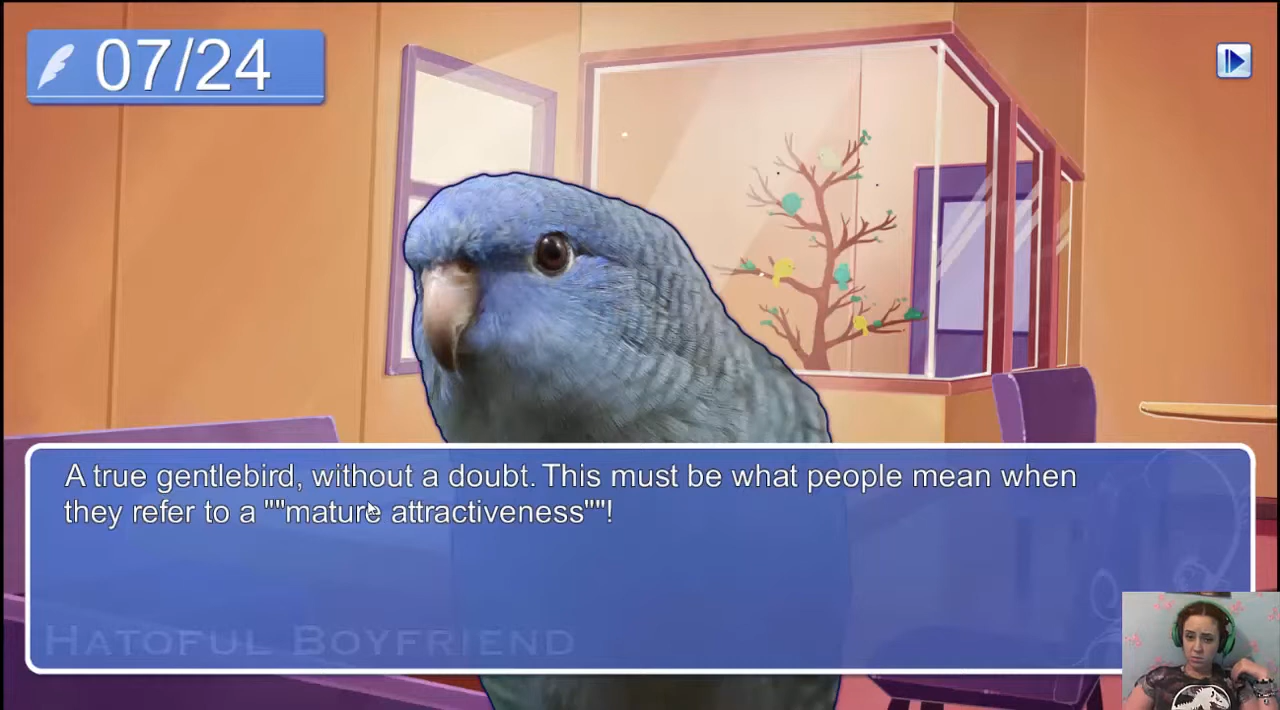 07/24
A true gentlebird, without a doubt. This must be what people mean when
they refer to a ""mature attractiveness""!
HATOFUL BOYFRIEND